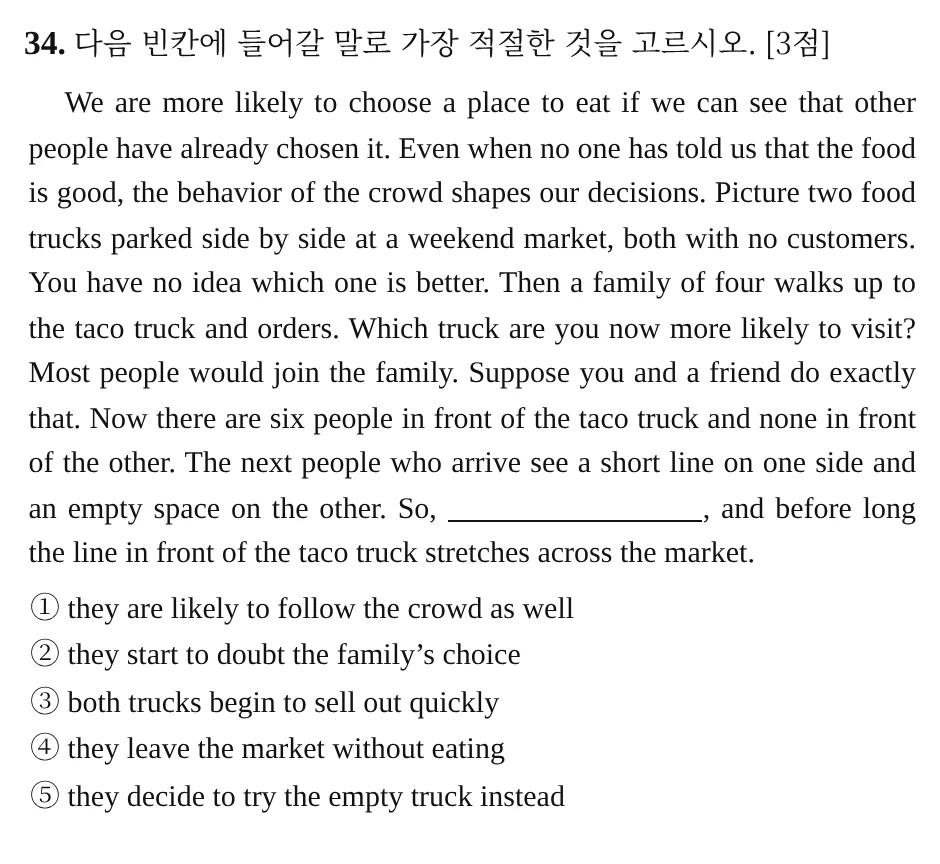 34. 다음 빈칸에 들어갈 말로 가장 적절한 것을 고르시오. [3점]
We are more likely to choose a place to eat if we can see that other
people have already chosen it. Even when no one has told us that the food
is good, the behavior of the crowd shapes our decisions. Picture two food
trucks parked side by side at a weekend market, both with no customers.
You have no idea which one is better. Then a family of four walks up to
the taco truck and orders. Which truck are you now more likely to visit?
Most people would join the family. Suppose you and a friend do exactly
that. Now there are six people in front of the taco truck and none in front
of the other. The next people who arrive see a short line on one side and
an empty space on the other. So, ________________, and before long
the line in front of the taco truck stretches across the market.
① they are likely to follow the crowd as well
② they start to doubt the family’s choice
③ both trucks begin to sell out quickly
④ they leave the market without eating
⑤ they decide to try the empty truck instead